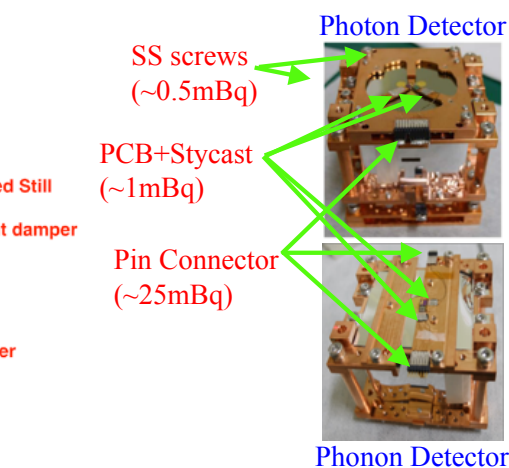 Photon Detector
SS screws
(~0.5mBq)
PCB+Stycast
(~1mBq)
ed Still
t damper
Pin Connector
(~25mBq)
er
Phonon Detector